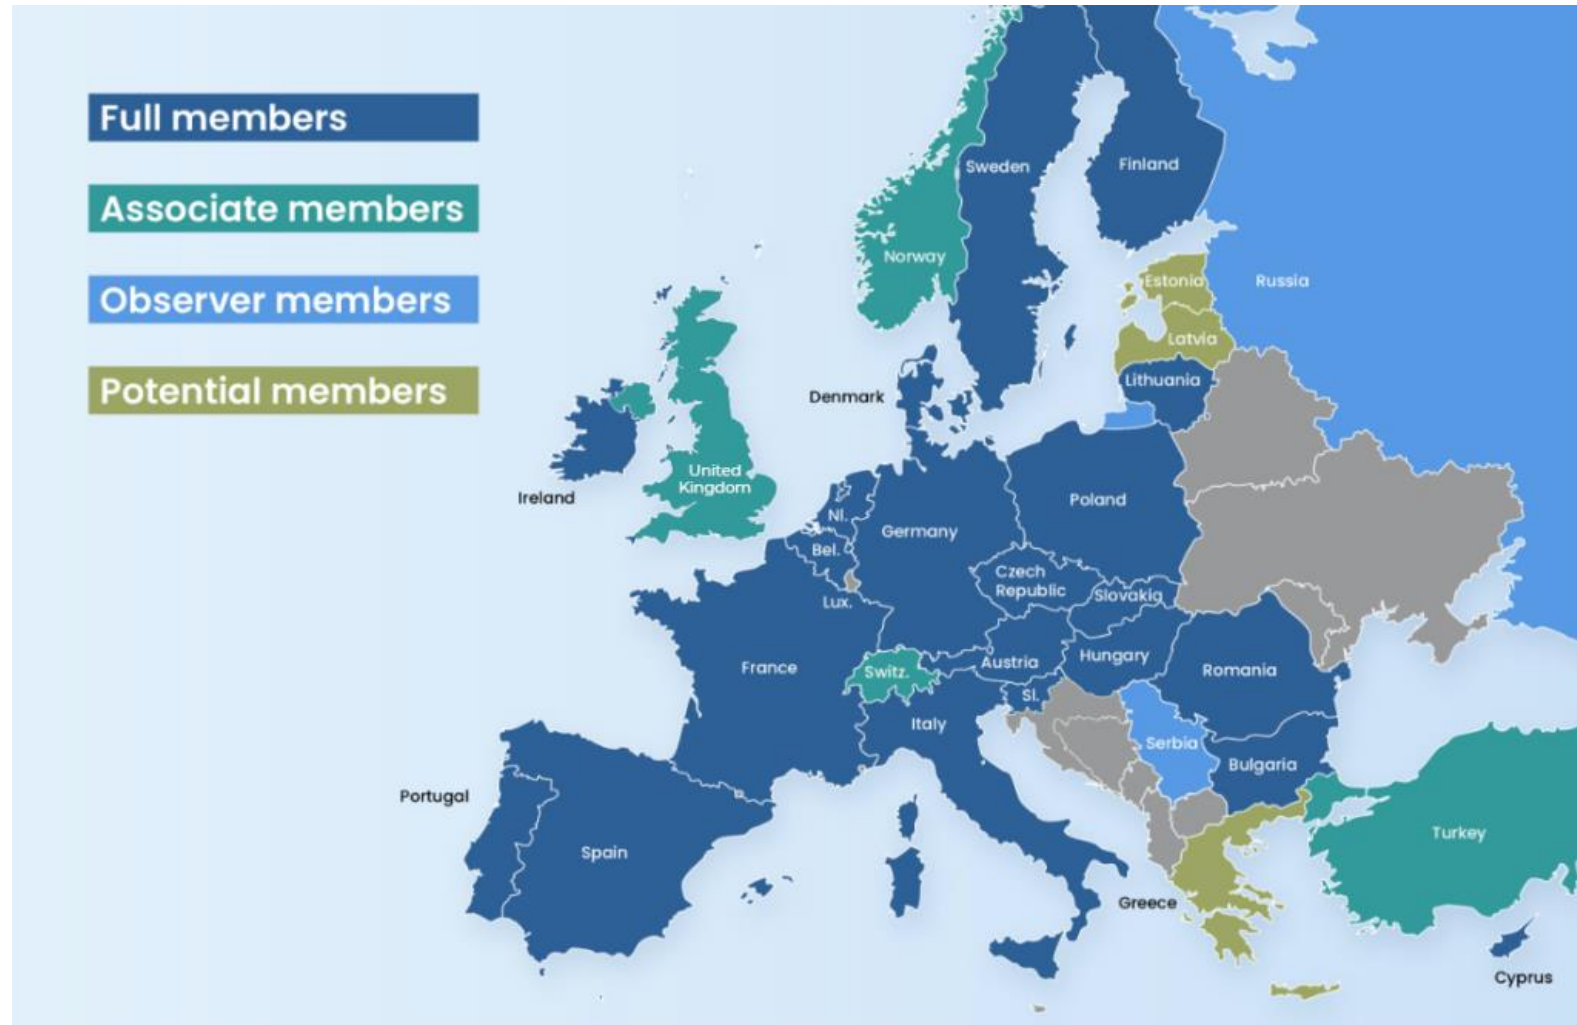 Full members
Associate members
Observer members
Potential members
Sweden
Finland
Norway
Estonia
Russia
Latvia
Lithuania
Denmark
United
Kingdom
Ireland
Poland
Nl.
Germany
Bel.
Czech
Republic
Slovakia
Lux.
Hungary
Austria
France
Switz.
Romania
Sl.
Italy
Serbia
Bulgaria
Portugal
Turkey
Spain
Greece
Cyprus